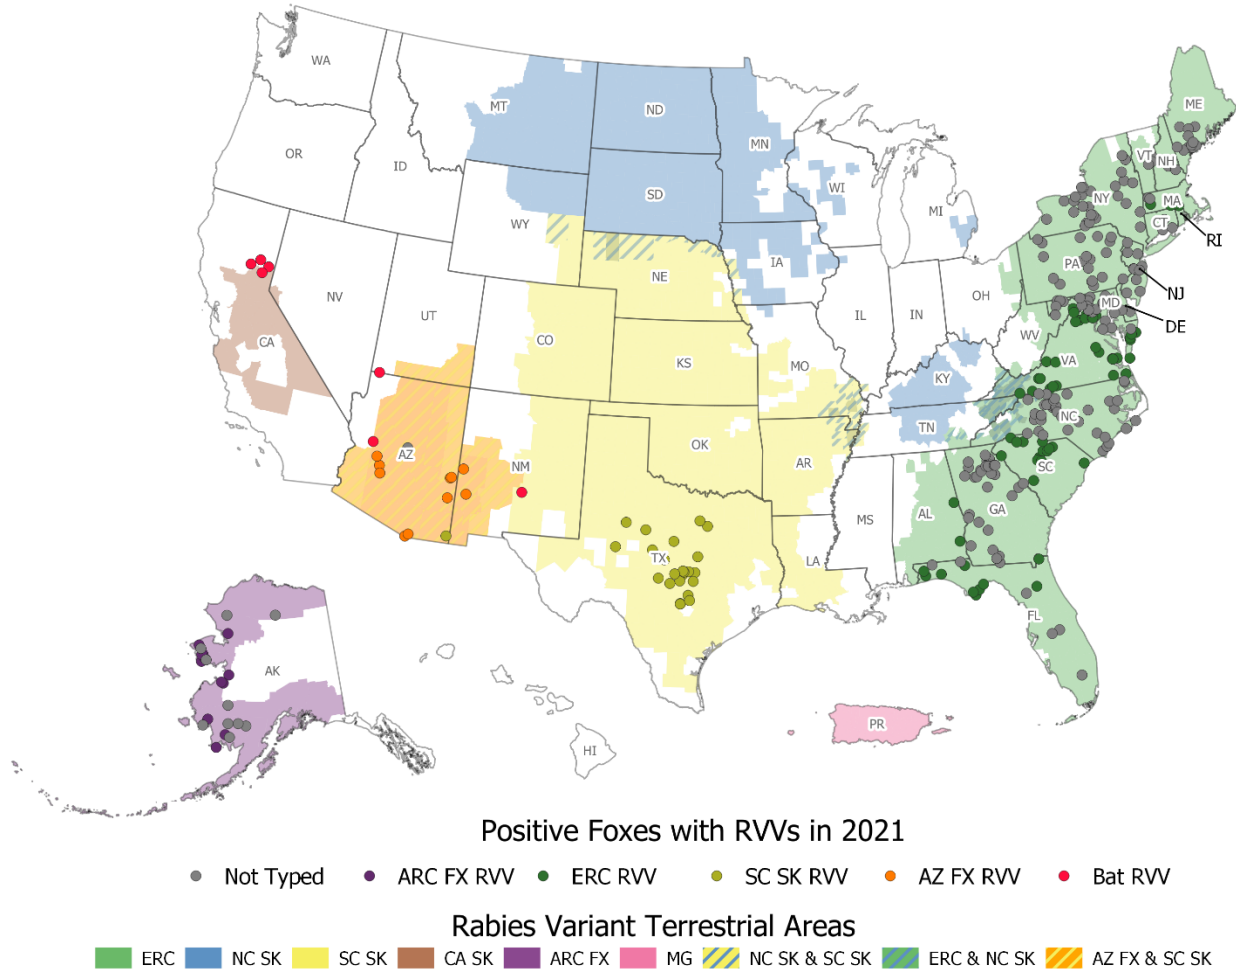 WA
ME
MT
ND
MN
OR
ID
VT
NH
SD
WI
MI
NY
MA
WY
CT
RI
IA
PA
NE
NV
OH
NJ
UT
IL
IN
MD
DE
CA
CO
WV
KS
MO
VA
KY
NC
TN
AZ
NM
OK
AR
SC
MS
AL
GA
TX
LA
FL
AK
PR
HI
Positive Foxes with RVVs in 2021
Not Typed ARC FX RVV ERC RVV SC SK RVV AZ FX RVV Bat RVV
Rabies Variant Terrestrial Areas
ERC NC SK SC SK CA SK ARC FX MG NC SK & SC SK ERC & NC SK AZ FX & SC SK